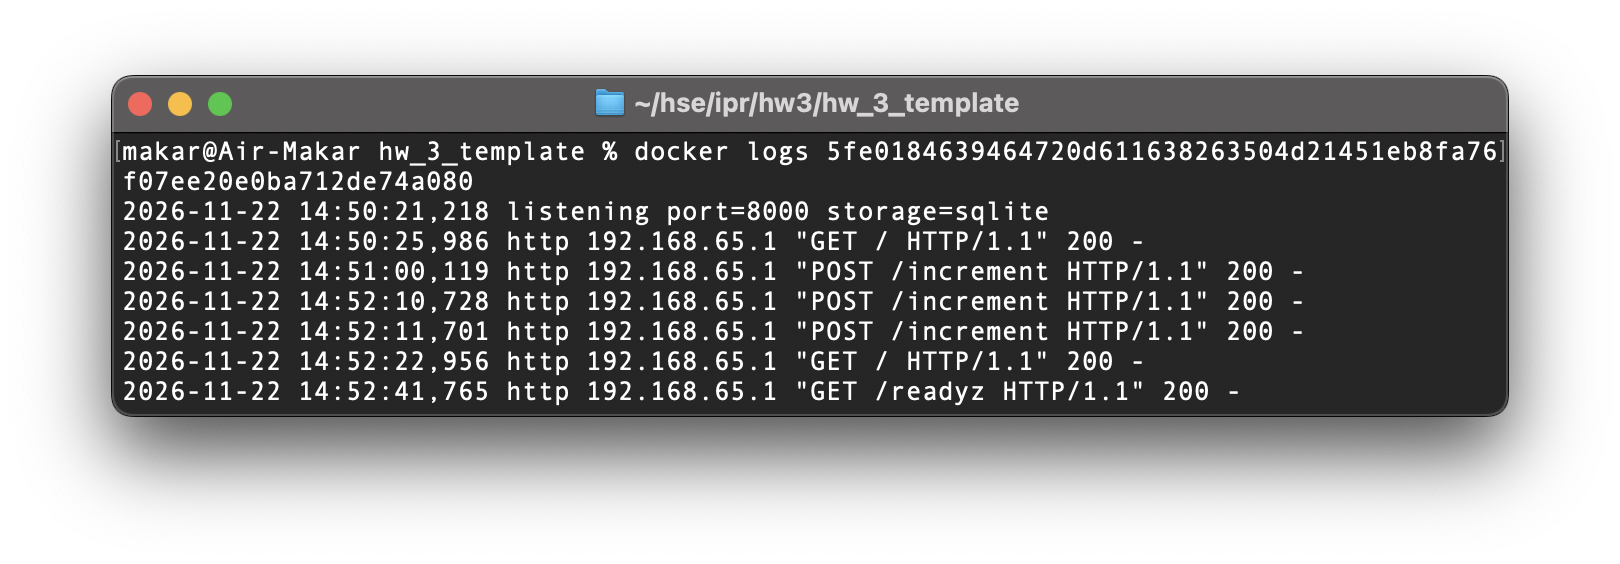 ~/hse/ipr/hw3/hw_3_template
[makar@Air-Makar hw_3_template % docker logs 5fe0184639464720d611638263504d21451eb8fa76]
f07ee20e0ba712de74a080
2026-11-22 14:50:21,218 listening port=8000 storage=sqlite
2026-11-22 14:50:25,986 http 192.168.65.1 "GET / HTTP/1.1" 200 -
2026-11-22 14:51:00,119 http 192.168.65.1 "POST /increment HTTP/1.1" 200 -
2026-11-22 14:52:10,728 http 192.168.65.1 "POST /increment HTTP/1.1" 200 -
2026-11-22 14:52:11,701 http 192.168.65.1 "POST /increment HTTP/1.1" 200 -
2026-11-22 14:52:22,956 http 192.168.65.1 "GET / HTTP/1.1" 200 -
2026-11-22 14:52:41,765 http 192.168.65.1 "GET /readyz HTTP/1.1" 200 -